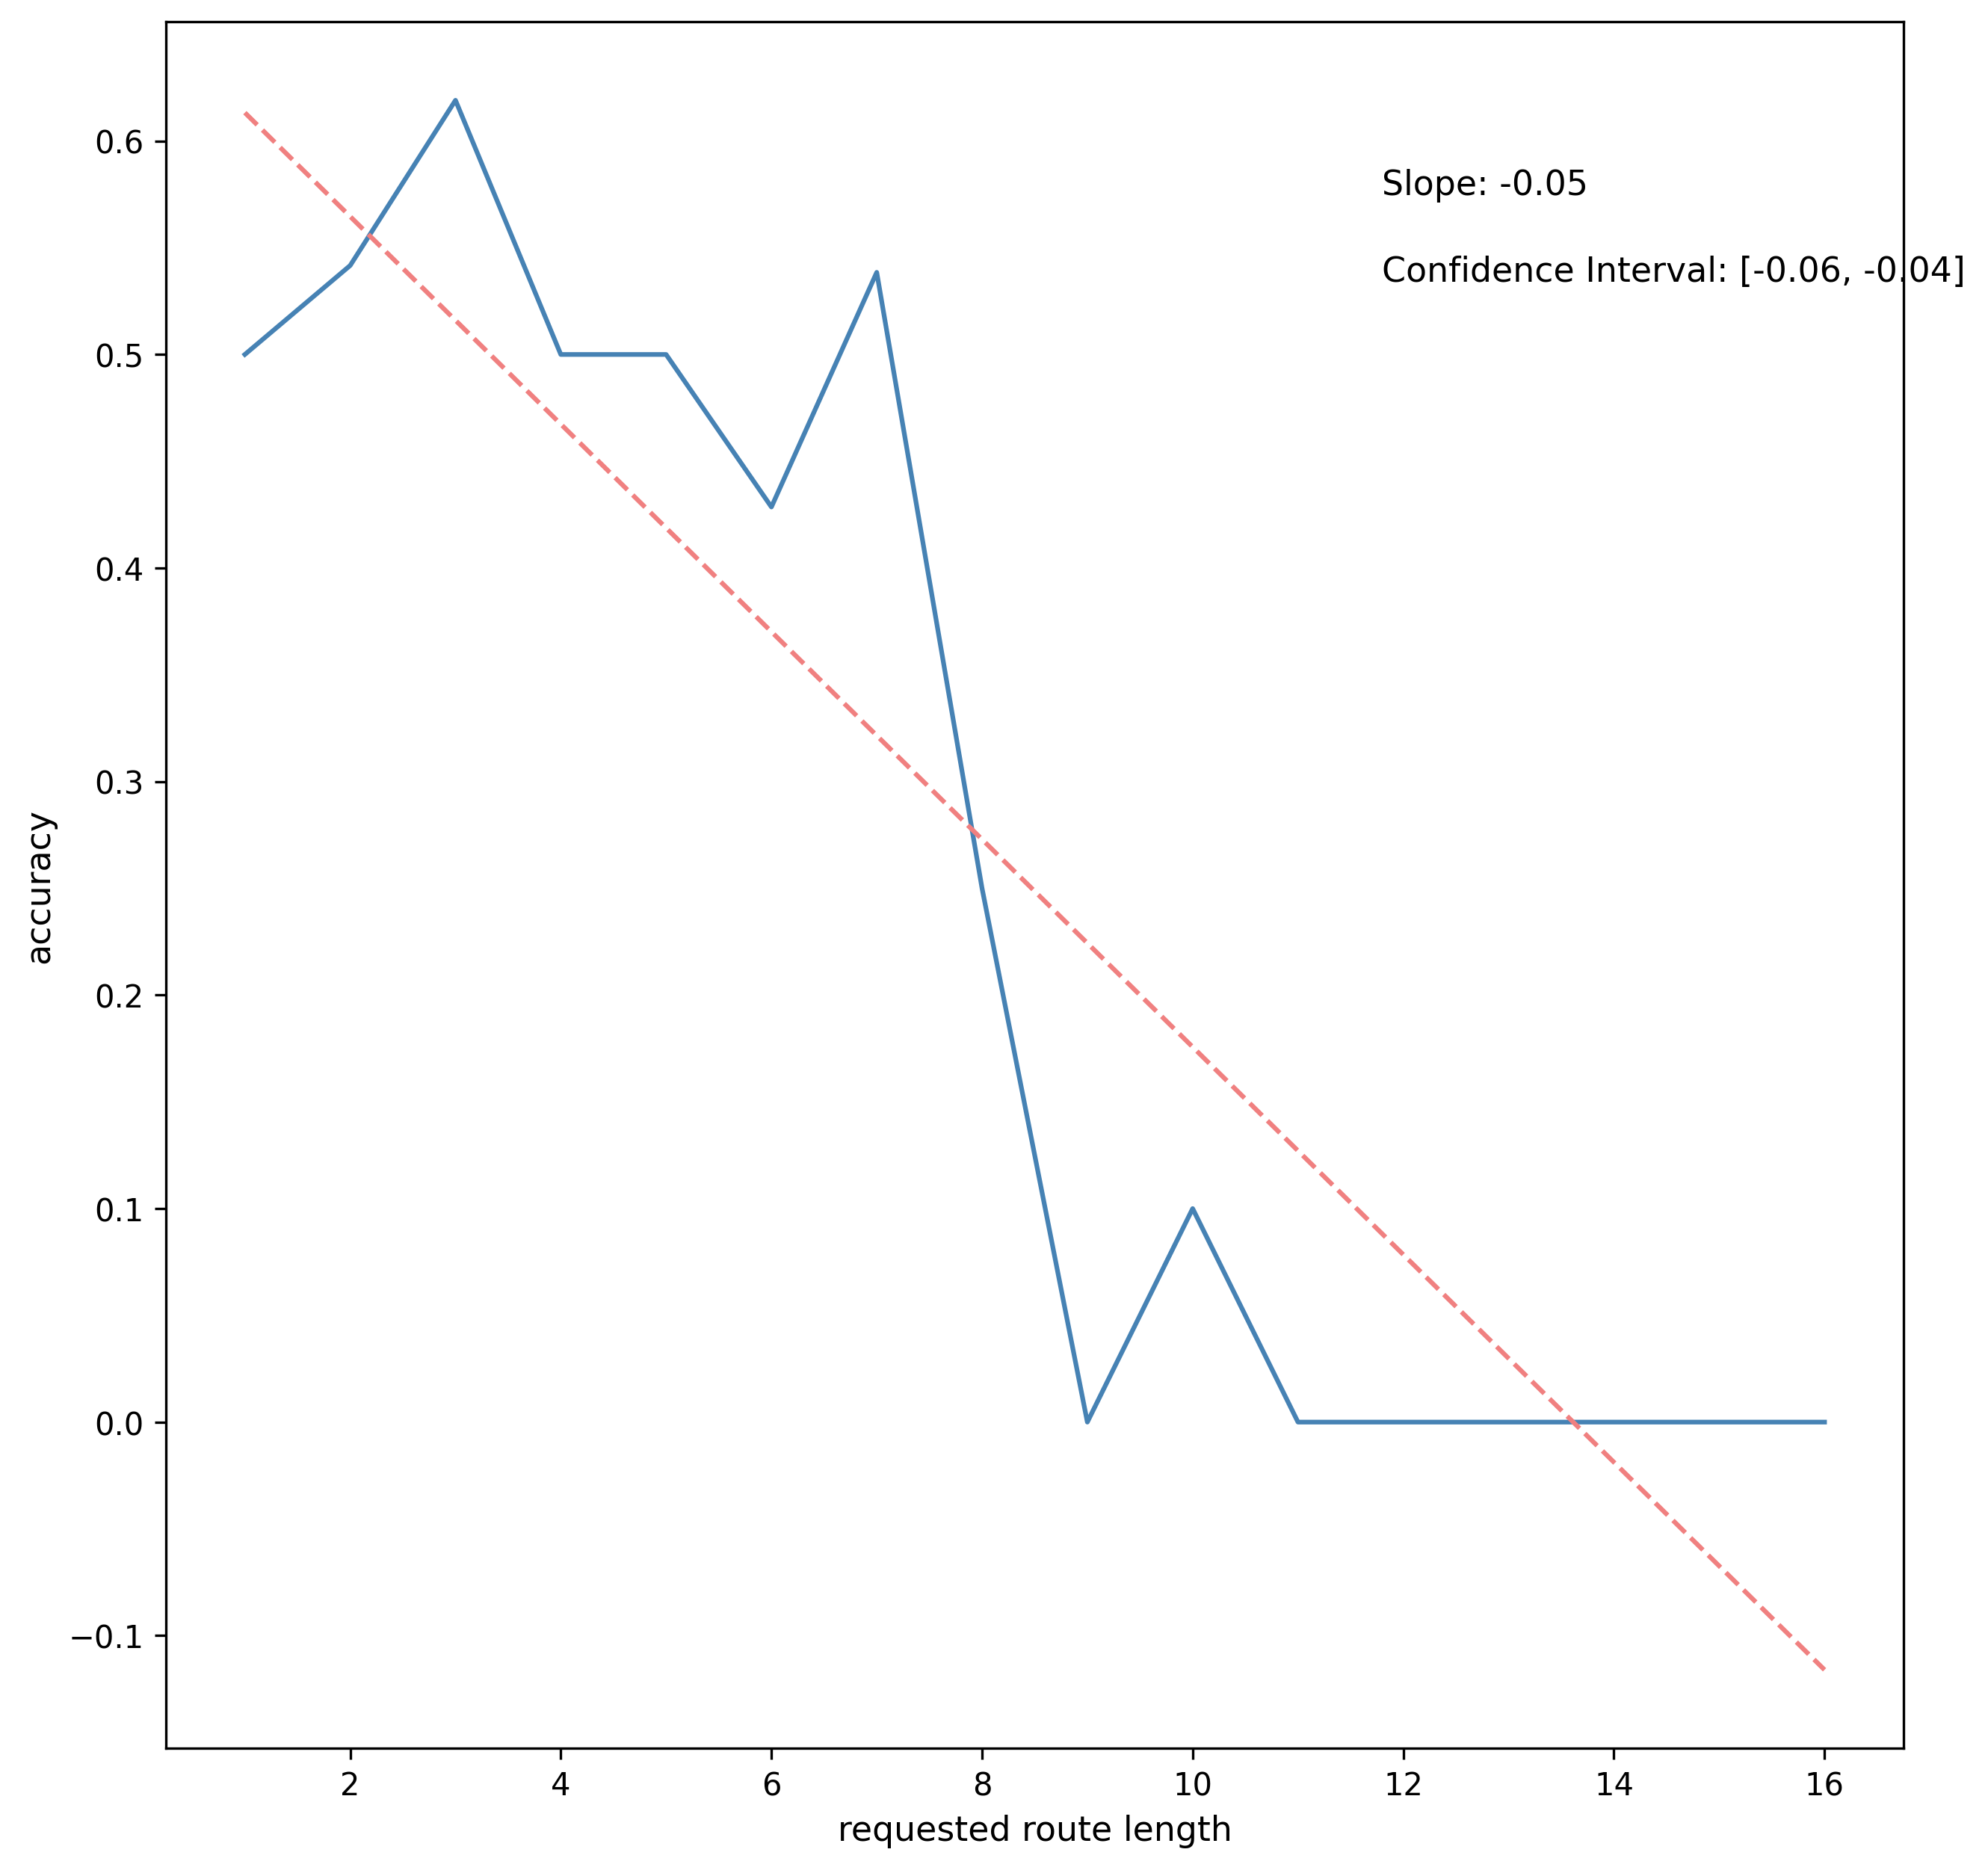 Slope: -0.05
Confidence Interval: [-0.06, -0.04]
0.6
0.5
0.4
0.3
0.2
0.1
0.0
−0.1
accuracy
2 4 6 8 10 12 14 16
requested route length